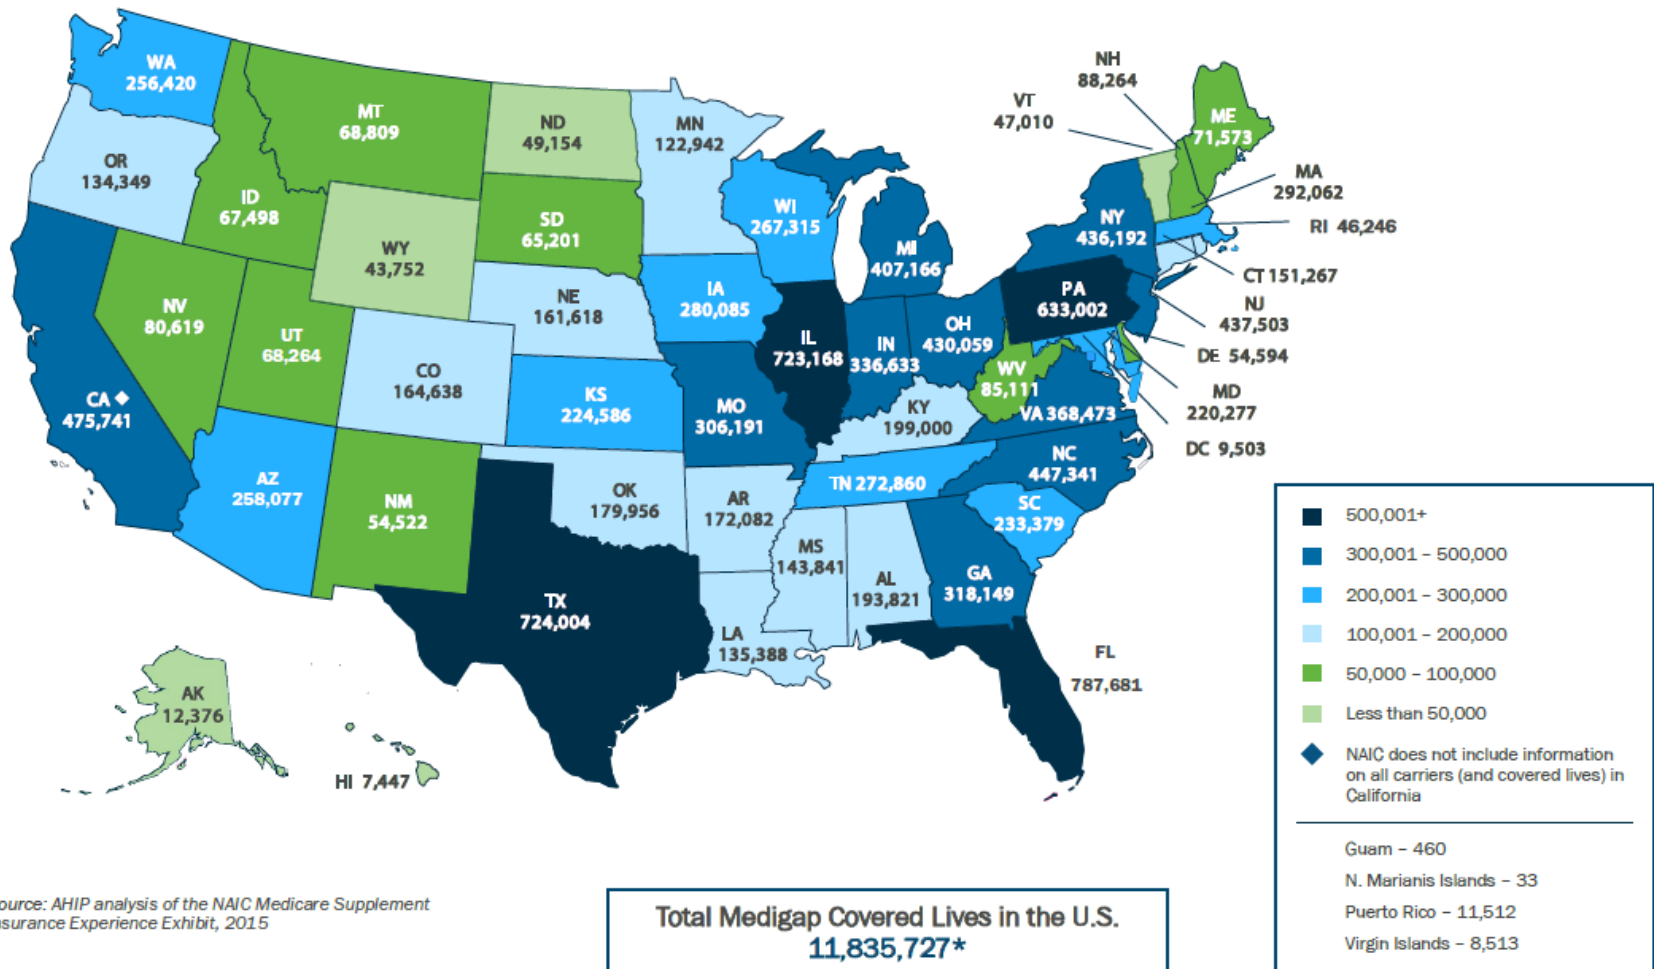 WA
256,420
OR
134,349
CA
475,741
MT
68,809
ID
67,498
NV
80,619
UT
68,264
AZ
258,077
WY
43,752
CO
164,638
NM
54,522
ND
49,154
SD
65,201
NE
161,618
KS
224,586
OK
179,956
TX
724,004
MN
122,942
IA
280,085
MO
306,191
AR
172,082
LA
135,388
WI
267,315
IL
723,168
MI
407,166
IN
336,633
OH
430,059
KY
199,000
TN 272,860
MS
143,841
AL
193,821
GA
318,149
FL
787,681
SC
233,379
NC
447,341
VA 368,473
WV
85,111
PA
633,002
NY
436,192
VT
47,010
NH
88,264
ME
71,573
MA
292,062
RI 46,246
CT 151,267
NJ
437,503
DE 54,594
MD
220,277
DC 9,503
AK
12,376
HI 7,447
500,001+
300,001 – 500,000
200,001 – 300,000
100,001 – 200,000
50,000 – 100,000
Less than 50,000
NAIC does not include information
on all carriers (and covered lives) in
California
Guam – 460
N. Marianis Islands – 33
Puerto Rico – 11,512
Virgin Islands – 8,513
ource: AHIP analysis of the NAIC Medicare Supplement
nsurance Experience Exhibit, 2015
Total Medigap Covered Lives in the U.S.
11,835,727*